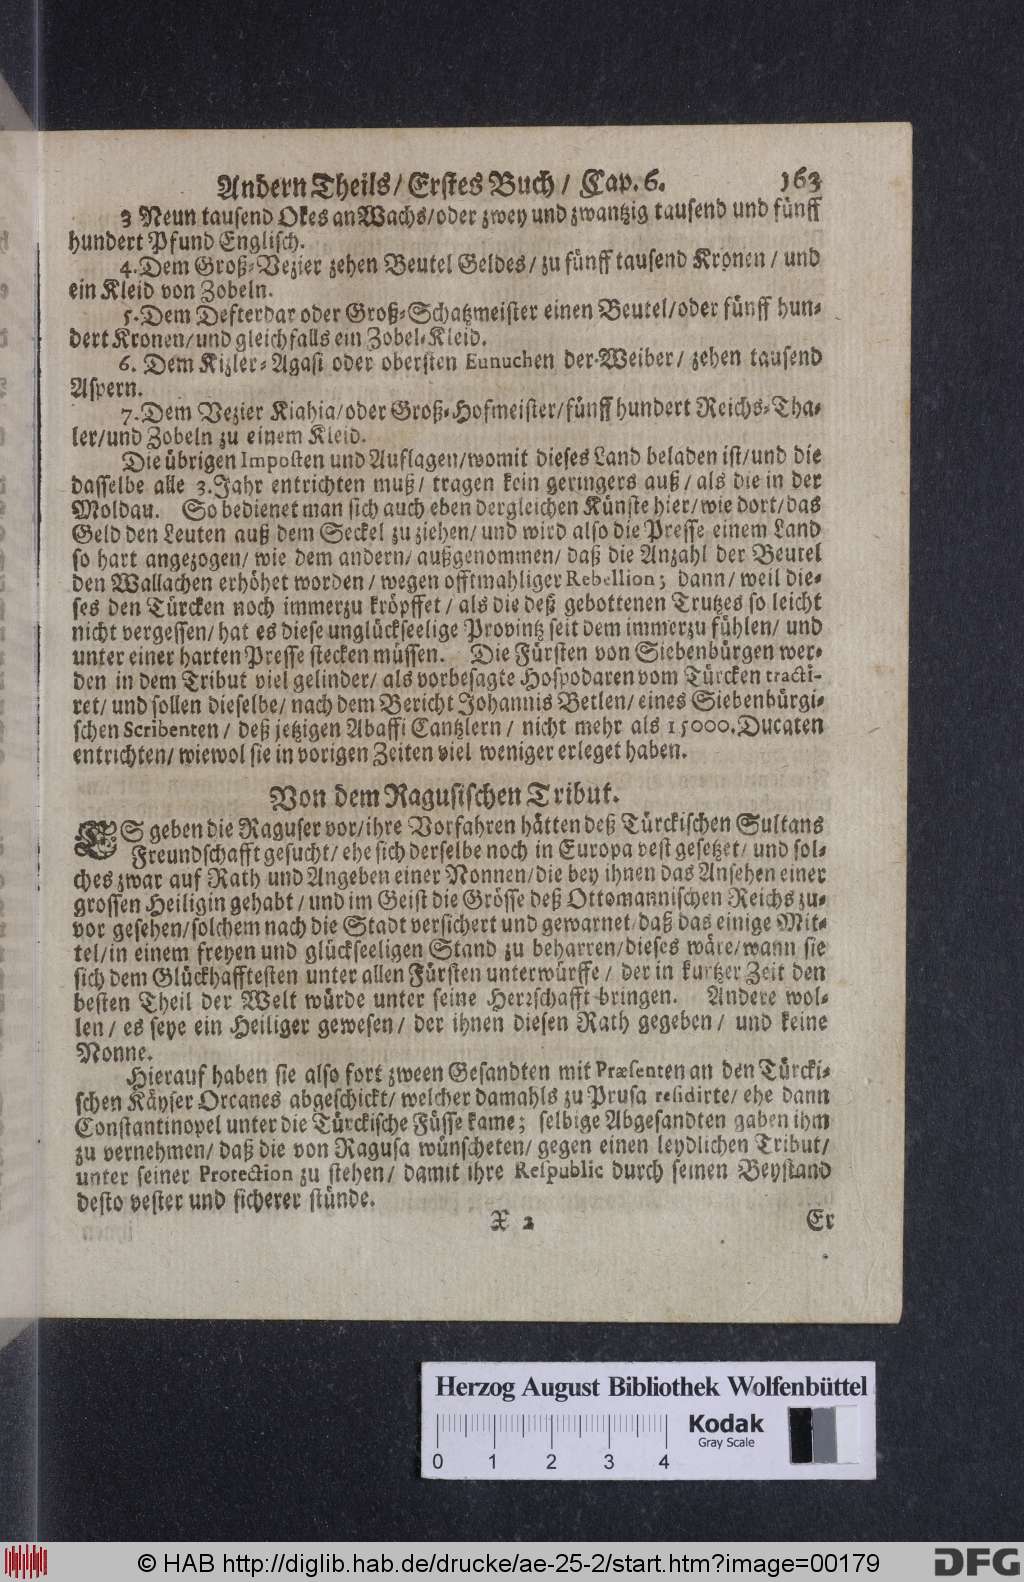 Andern Theils/ Erstes Buch / Cap. 6. 163
3 Neun tausend Okes an Wachs/oder zwey und zwantzig tausend und fünff
hundert Pfund Englisch.
4. Dem Groß-Vezier zehen Beutel Geldes/ zu fünff tausend Kronen / und
ein Kleid von Zobeln.
5. Dem Defterdar oder Groß-Schatzmeister einen Beutel/oder fünff hun-
dert Kronen/und gleichfalls ein Zobel-Kleid.
6. Dem Kizler-Agasi oder obersten Eunuchen der-Weiber/ zehen tausend
Aspern.
7. Dem Vezier Kiahia/oder Groß-Hofmeister/fünff hundert Reichs-Tha-
ler/und Zobeln zu einem Kleid.
Die übrigen Imposten und Auflagen/womit dieses Land beladen ist/und die
dasselbe alle 3. Jahr entrichten muß/ tragen kein geringers auß/ als die in der
Moldau. So bedienet man sich auch eben dergleichen Künste hier/wie dort/das
Geld den Leuten auß dem Seckel zu ziehen/ und wird also die Presse einem Land
so hart angezogen/ wie dem andern/ außgenommen/ daß die Anzahl der Beutel
den Wallachen erhöhet worden / wegen offtmahliger Rebellion; dann/ weil die-
ses den Türcken noch immerzu kröpffet / als die deß gebottenen Trutzes so leicht
nicht vergessen/ hat es diese unglückseelige Provintz seit dem immerzu fühlen/ und
unter einer harten Presse stecken müssen. Die Fürsten von Siebenbürgen wer-
den in dem Tribut viel gelinder/ als vorbesagte Hospodaren vom Türcken tracti-
ret/ und sollen dieselbe/ nach dem Bericht Johannis Betlen/ eines Siebenbürgi-
schen Scribenten / deß jetzigen Abaffi Cantzlern / nicht mehr als 15000. Ducaten
entrichten/ wiewol sie in vorigen Zeiten viel weniger erleget haben.
Von dem Ragusischen Tribut.
ES geben die Raguser vor/ihre Vorfahren hätten deß Türckischen Sultans
Freundschafft gesucht/ ehe sich derselbe noch in Europa vest gesetzet/ und sol-
ches zwar auf Rath und Angeben einer Nonnen/die bey ihnen das Ansehen einer
grossen Heiligin gehabt / und im Geist die Grösse deß Ottomannischen Reichs zu-
vor gesehen/solchem nach die Stadt versichert und gewarnet/daß das einige Mit-
tel/in einem freyen und glückseeligen Stand zu beharren/dieses wäre/wann sie
sich dem Glückhafftesten unter allen Fürsten unterwürffe / der in kurtzer Zeit den
besten Theil der Welt würde unter seine Herrschafft bringen. Andere wol-
len/ es seye ein Heiliger gewesen/ der ihnen diesen Rath gegeben/ und keine
Nonne.
Hierauf haben sie also fort zween Gesandten mit Præsenten an den Türcki-
schen Käyser Orcanes abgeschickt/ welcher damahls zu Prusa residirte/ ehe dann
Constantinopel unter die Türckische Füsse kame; selbige Abgesandten gaben ihm
zu vernehmen/ daß die von Ragusa wünscheten/ gegen einen leydlichen Tribut/
unter seiner Protection zu stehen/ damit ihre Respublic durch seinen Beystand
desto vester und sicherer stünde.
X 2 Er
Herzog August Bibliothek Wolfenbüttel
Kodak
Gray Scale
0 1 2 3 4
© HAB http://diglib.hab.de/drucke/ae-25-2/start.htm?image=00179
DFG